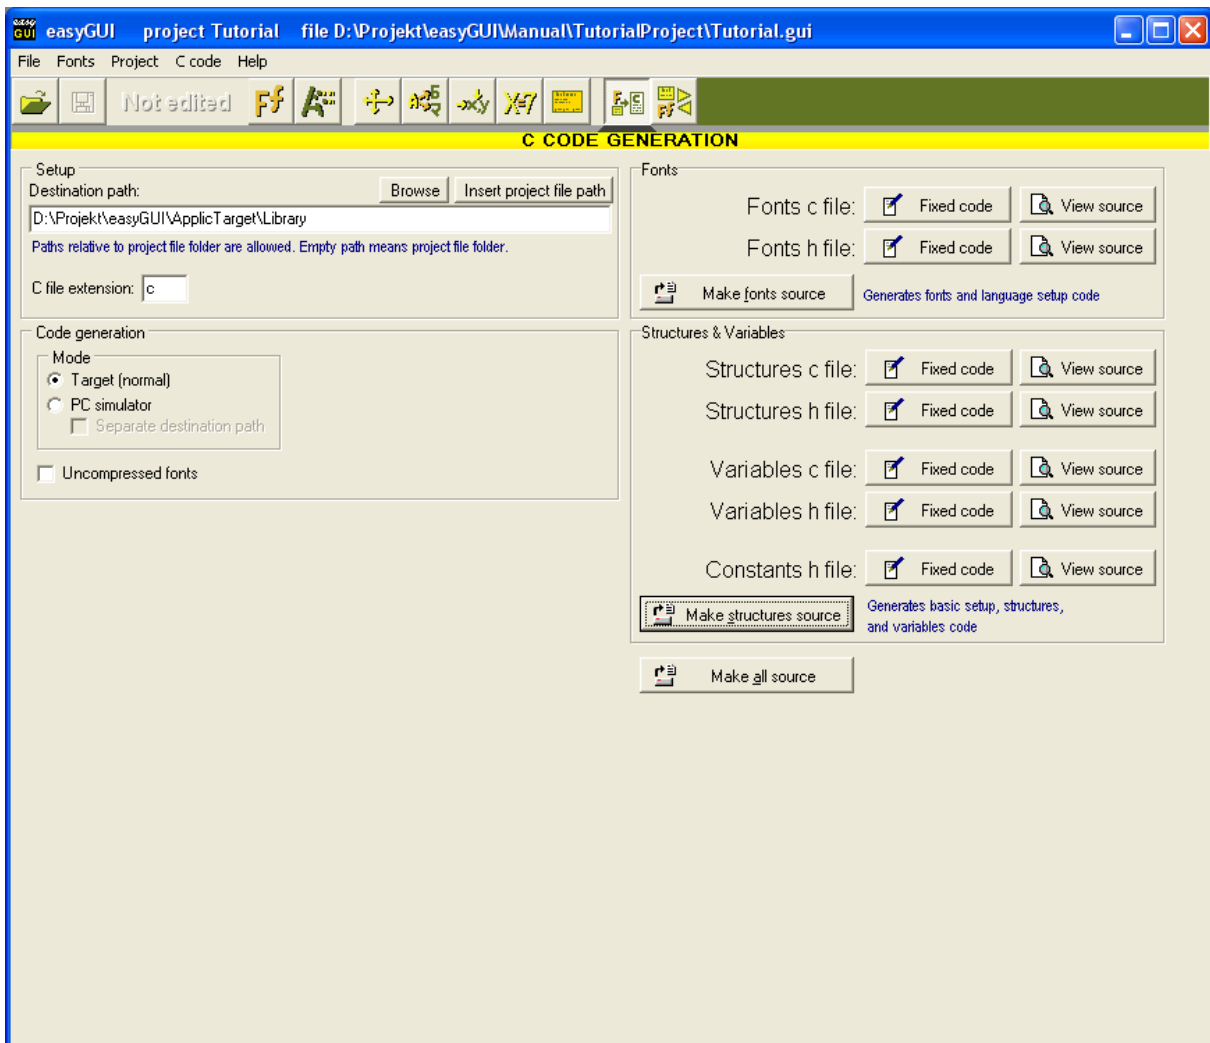 easy GUI easyGUI project Tutorial file D:\Projekt\easyGUI\Manual\TutorialProject\Tutorial.gui
File Fonts Project C code Help
Not edited
C CODE GENERATION
Setup
Destination path: Browse Insert project file path
D:\Projekt\easyGUI\ApplicTarget\Library
Paths relative to project file folder are allowed. Empty path means project file folder.
C file extension: c
Code generation
Mode
Target (normal)
PC simulator
Separate destination path
Uncompressed fonts
Fonts
Fonts c file: Fixed code View source
Fonts h file: Fixed code View source
Make fonts source Generates fonts and language setup code
Structures & Variables
Structures c file: Fixed code View source
Structures h file: Fixed code View source
Variables c file: Fixed code View source
Variables h file: Fixed code View source
Constants h file: Fixed code View source
Make structures source Generates basic setup, structures,
and variables code
Make all source